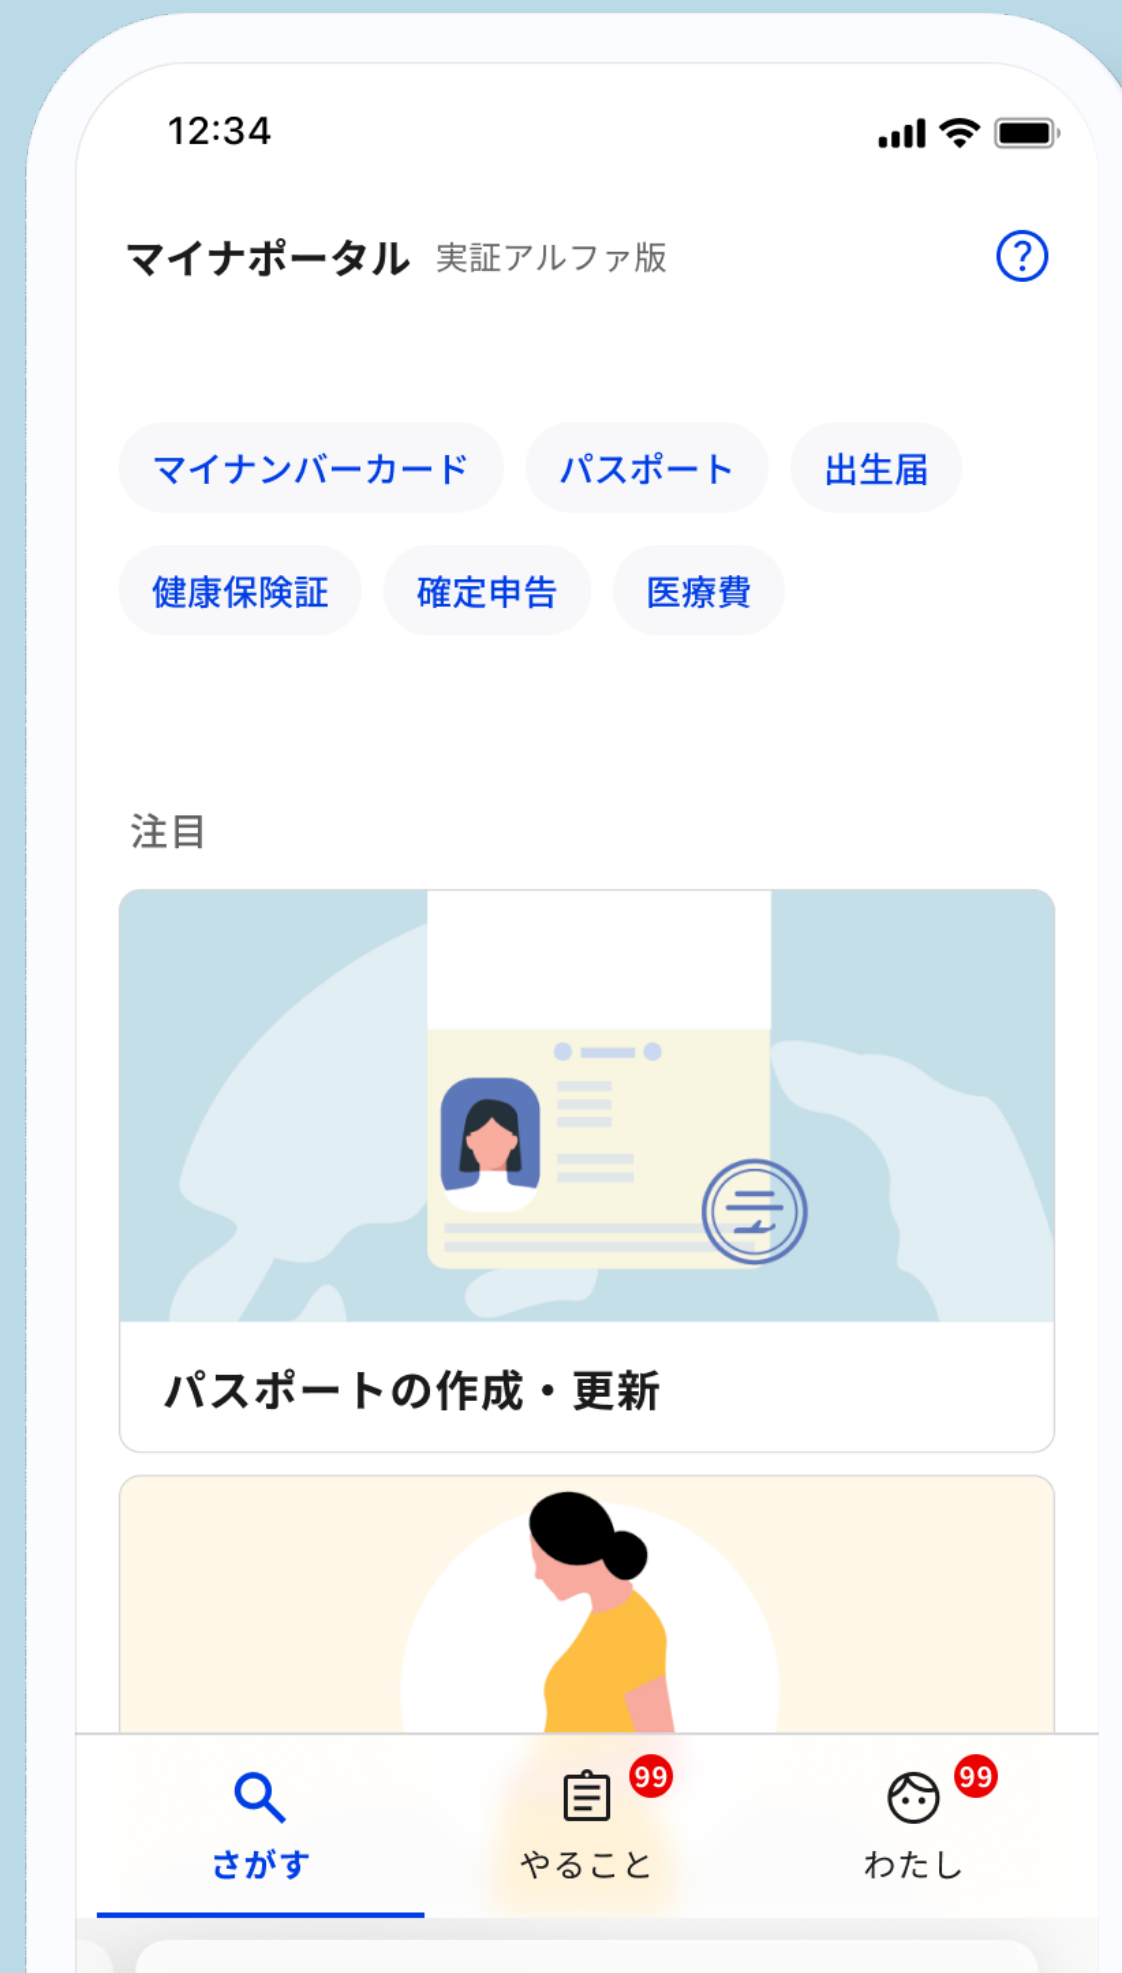 12:34
マイナポータル 実証アルファ版
マイナンバーカード パスポート 出生届
健康保険証 確定申告 医療費
注目
パスポートの作成・更新
99 99
さがす やること わたし